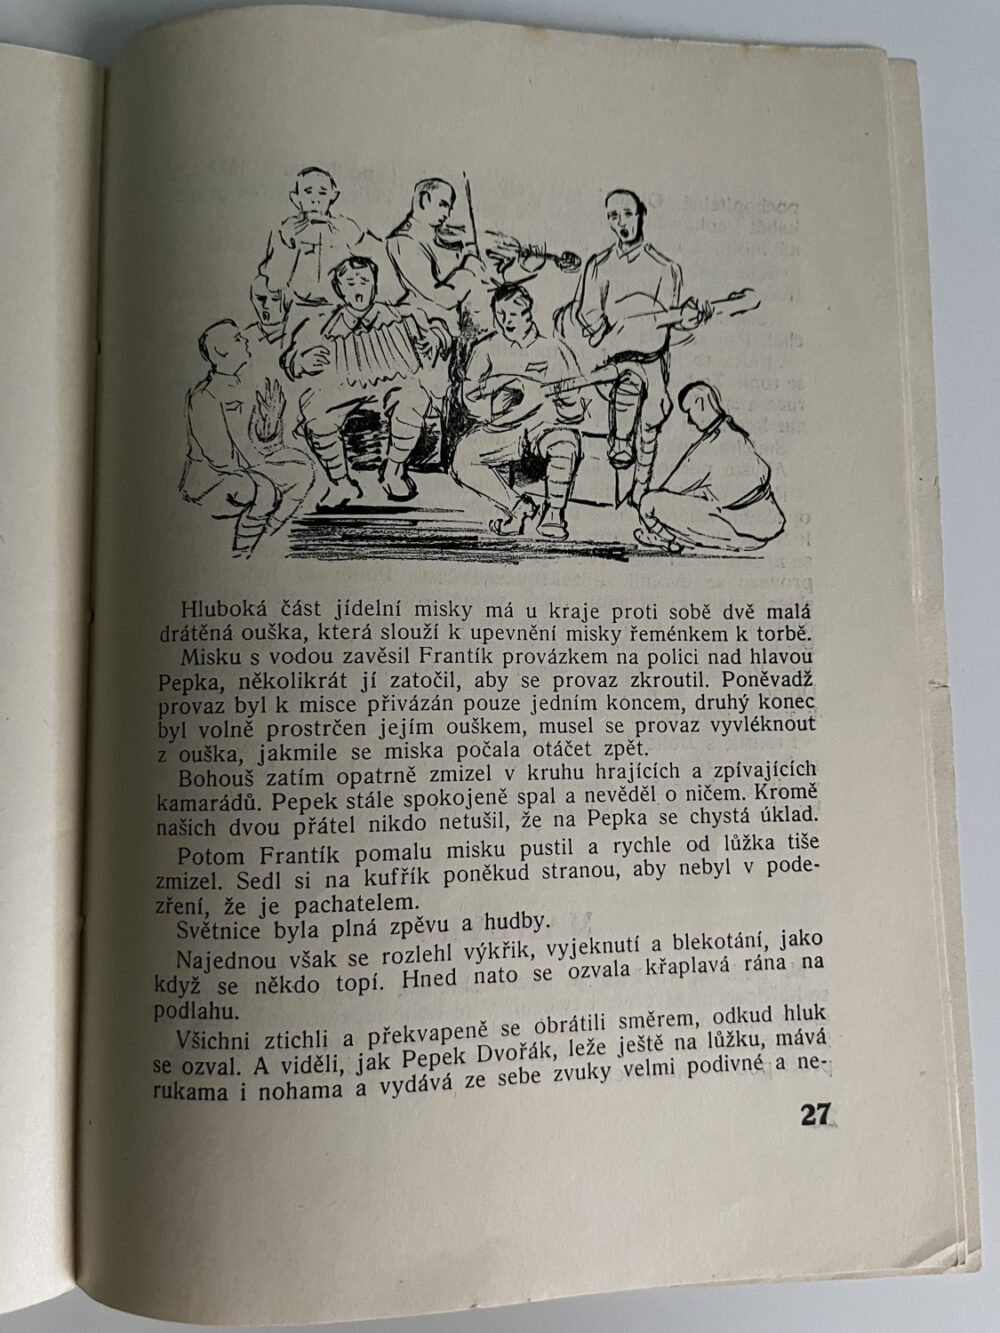 Hluboká část jídelní misky má u kraje proti sobě dvě malá
drátěná ouška, která slouží k upevnění misky řeménkem k torbě.
Misku s vodou zavěsil Frantík provázkem na polici nad hlavou
Pepka, několikrát jí zatočil, aby se provaz zkroutil. Poněvadž
provaz byl k misce přivázán pouze jedním koncem, druhý konec
byl volně prostrčen jejím ouškem, musel se provaz vyvléknout
z ouška, jakmile se miska počala otáčet zpět.
Bohouš zatím opatrně zmizel v kruhu hrajících a zpívajících
kamarádů. Pepek stále spokojeně spal a nevěděl o ničem. Kromě
našich dvou přátel nikdo netušil, že na Pepka se chystá úklad.
Potom Frantík pomalu misku pustil a rychle od lůžka tiše
zmizel. Sedl si na kufřík poněkud stranou, aby nebyl v pode-
zření, že je pachatelem.
Světnice byla plná zpěvu a hudby.
Najednou však se rozlehl výkřik, vyjeknutí a blekotání, jako
když se někdo topí. Hned nato se ozvala křaplavá rána na
podlahu.
Všichni ztichli a překvapeně se obrátili směrem, odkud hluk
se ozval. A viděli, jak Pepek Dvořák, leže ještě na lůžku, mává
rukama i nohama a vydává ze sebe zvuky velmi podivné a ne-
27